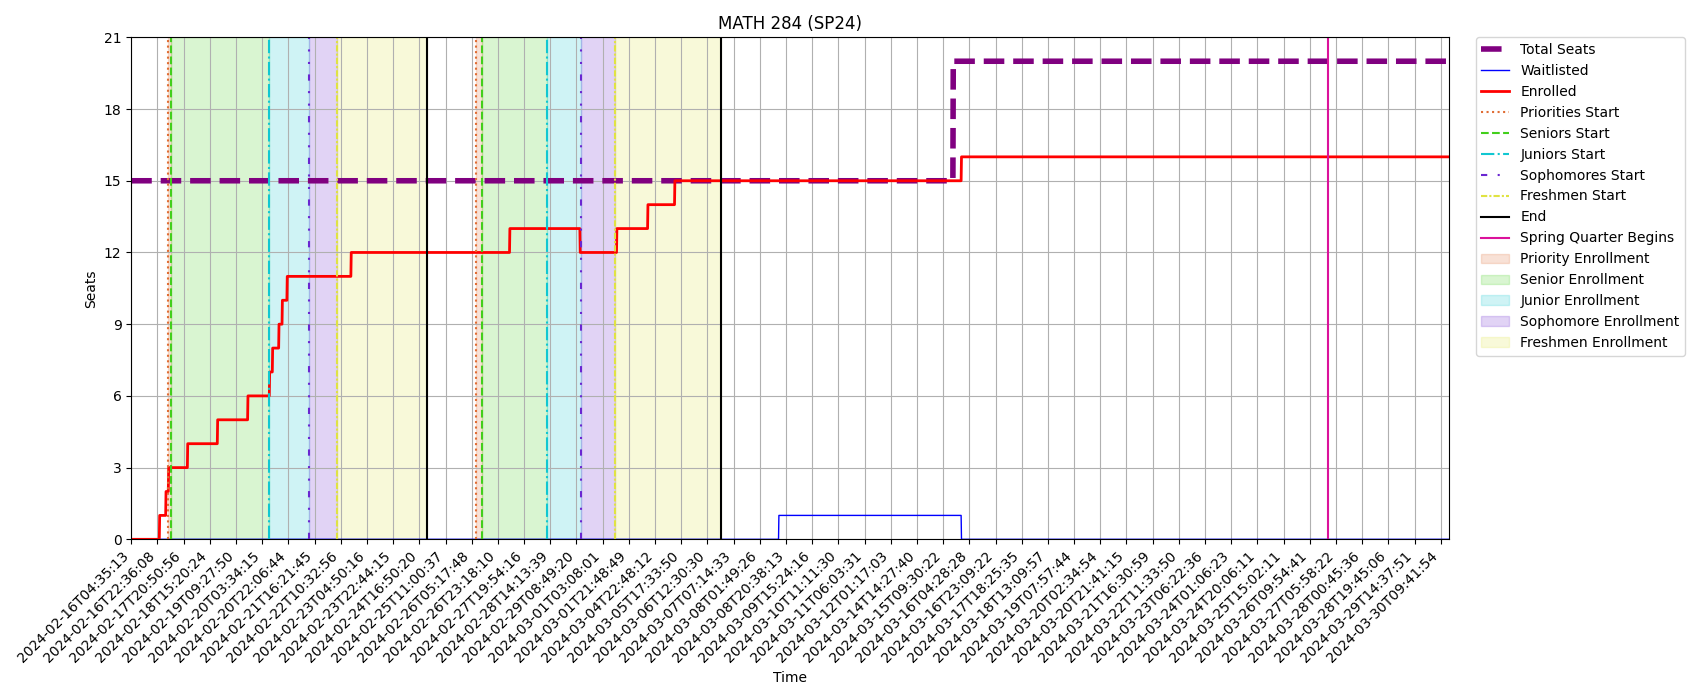 MATH 284 (SP24)
21
18
15
12
9
6
3
0
Seats
2024-02-16T04:35:13
2024-02-16T22:36:08
2024-02-17T20:50:56
2024-02-18T15:20:24
2024-02-19T09:27:50
2024-02-20T03:34:15
2024-02-20T22:06:44
2024-02-21T16:21:45
2024-02-22T10:32:56
2024-02-23T04:50:16
2024-02-23T22:44:15
2024-02-24T16:50:20
2024-02-25T11:00:37
2024-02-26T05:17:48
2024-02-26T23:18:10
2024-02-27T19:54:16
2024-02-28T14:13:39
2024-02-29T08:49:20
2024-03-01T03:08:01
2024-03-01T21:48:49
2024-03-04T22:48:12
2024-03-05T17:33:50
2024-03-06T12:30:30
2024-03-07T07:14:33
2024-03-08T01:49:26
2024-03-08T20:38:13
2024-03-09T15:24:16
2024-03-10T11:11:30
2024-03-11T06:03:31
2024-03-12T01:17:03
2024-03-14T14:27:40
2024-03-15T09:30:22
2024-03-16T04:28:28
2024-03-16T23:09:22
2024-03-17T18:25:35
2024-03-18T13:09:57
2024-03-19T07:57:44
2024-03-20T02:34:54
2024-03-20T21:41:15
2024-03-21T16:30:59
2024-03-22T11:33:50
2024-03-23T06:22:36
2024-03-24T01:06:23
2024-03-24T20:06:11
2024-03-25T15:02:11
2024-03-26T09:54:41
2024-03-27T05:58:22
2024-03-28T00:45:36
2024-03-28T19:45:06
2024-03-29T14:37:51
2024-03-30T09:41:54
Time
Total Seats
Waitlisted
Enrolled
Priorities Start
Seniors Start
Juniors Start
Sophomores Start
Freshmen Start
End
Spring Quarter Begins
Priority Enrollment
Senior Enrollment
Junior Enrollment
Sophomore Enrollment
Freshmen Enrollment